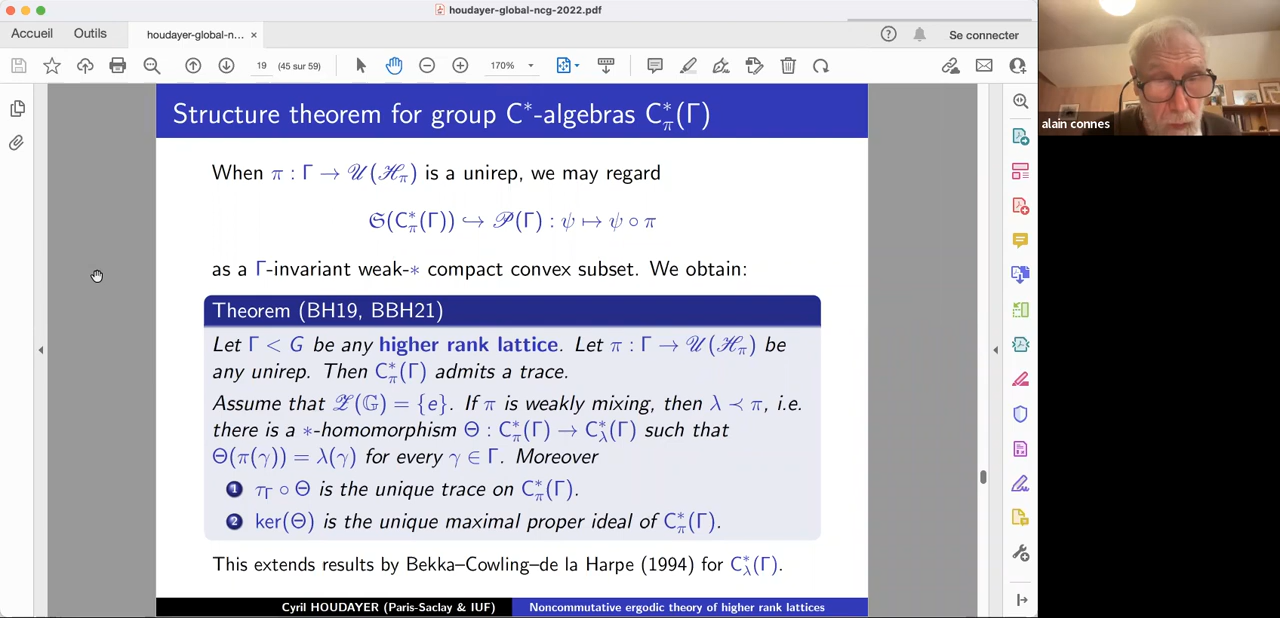 houdayer-global-ncg-2022.pdf
Accueil Outils houdayer-global-n... × Se connecter
19 (45 sur 59) 170%
Structure theorem for group C*-algebras C*π(Γ)
When π : Γ → 𝒰(ℋπ) is a unirep, we may regard
𝔖(C*π(Γ)) ↪ 𝒫(Γ) : ψ ↦ ψ ∘ π
as a Γ-invariant weak-∗ compact convex subset. We obtain:
Theorem (BH19, BBH21)
Let Γ < G be any higher rank lattice. Let π : Γ → 𝒰(ℋπ) be
any unirep. Then C*π(Γ) admits a trace.
Assume that 𝒵(𝔾) = {e}. If π is weakly mixing, then λ ≺ π, i.e.
there is a ∗-homomorphism Θ : C*π(Γ) → C*λ(Γ) such that
Θ(π(γ)) = λ(γ) for every γ ∈ Γ. Moreover
1 τΓ ∘ Θ is the unique trace on C*π(Γ).
2 ker(Θ) is the unique maximal proper ideal of C*π(Γ).
This extends results by Bekka–Cowling–de la Harpe (1994) for C*λ(Γ).
Cyril HOUDAYER (Paris-Saclay & IUF) Noncommutative ergodic theory of higher rank lattices
alain connes